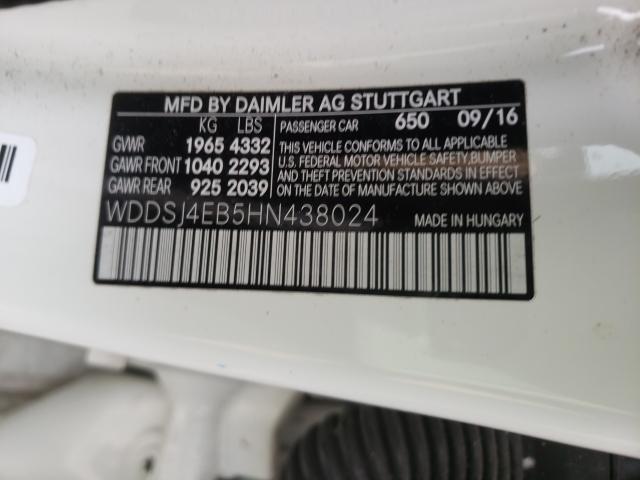 MFD BY DAIMLER AG STUTTGART
KG LBS PASSENGER CAR 650 09/16
GVWR 1965 4332 THIS VEHICLE CONFORMS TO ALL APPLICABLE
GAWR FRONT 1040 2293 U.S. FEDERAL MOTOR VEHICLE SAFETY, BUMPER
AND THEFT PREVENTION STANDARDS IN EFFECT
GAWR REAR 925 2039 ON THE DATE OF MANUFACTURE SHOWN ABOVE.
WDDSJ4EB5HN438024 MADE IN HUNGARY